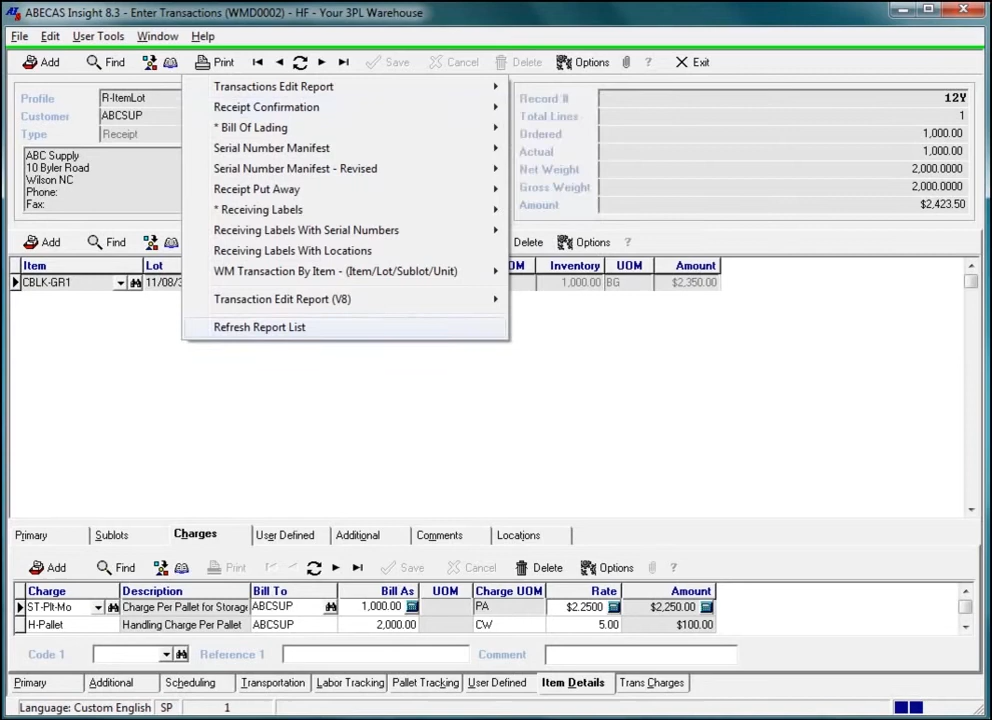 ABECAS Insight 8.3 - Enter Transactions (WMD0002) - HF - Your 3PL Warehouse
File Edit User Tools Window Help
Add Find Print Save Cancel Delete Options ? Exit
Profile R-ItemLot
Customer ABCSUP
Type Receipt
ABC Supply
10 Byler Road
Wilson NC
Phone:
Fax:
Transactions Edit Report
Receipt Confirmation
* Bill Of Lading
Serial Number Manifest
Serial Number Manifest - Revised
Receipt Put Away
* Receiving Labels
Receiving Labels With Serial Numbers
Receiving Labels With Locations
WM Transaction By Item - (Item/Lot/Sublot/Unit)
Transaction Edit Report (V8)
Refresh Report List
Record # 12Y
Total Lines 1
Ordered 1,000.00
Actual 1,000.00
Net Weight 2,000.0000
Gross Weight 2,000.0000
Amount $2,423.50
Add Find Delete Options ?
Item Lot OM Inventory UOM Amount
CBLK-GR1 11/08/3 1,000.00 BG $2,350.00
Primary Sublots Charges User Defined Additional Comments Locations
Add Find Print Save Cancel Delete Options ?
Charge Description Bill To Bill As UOM Charge UOM Rate Amount
ST-Plt-Mo Charge Per Pallet for Storage ABCSUP 1,000.00 PA $2.2500 $2,250.00
H-Pallet Handling Charge Per Pallet ABCSUP 2,000.00 CW 5.00 $100.00
Code 1 Reference 1 Comment
Primary Additional Scheduling Transportation Labor Tracking Pallet Tracking User Defined Item Details Trans Charges
Language: Custom English SP 1